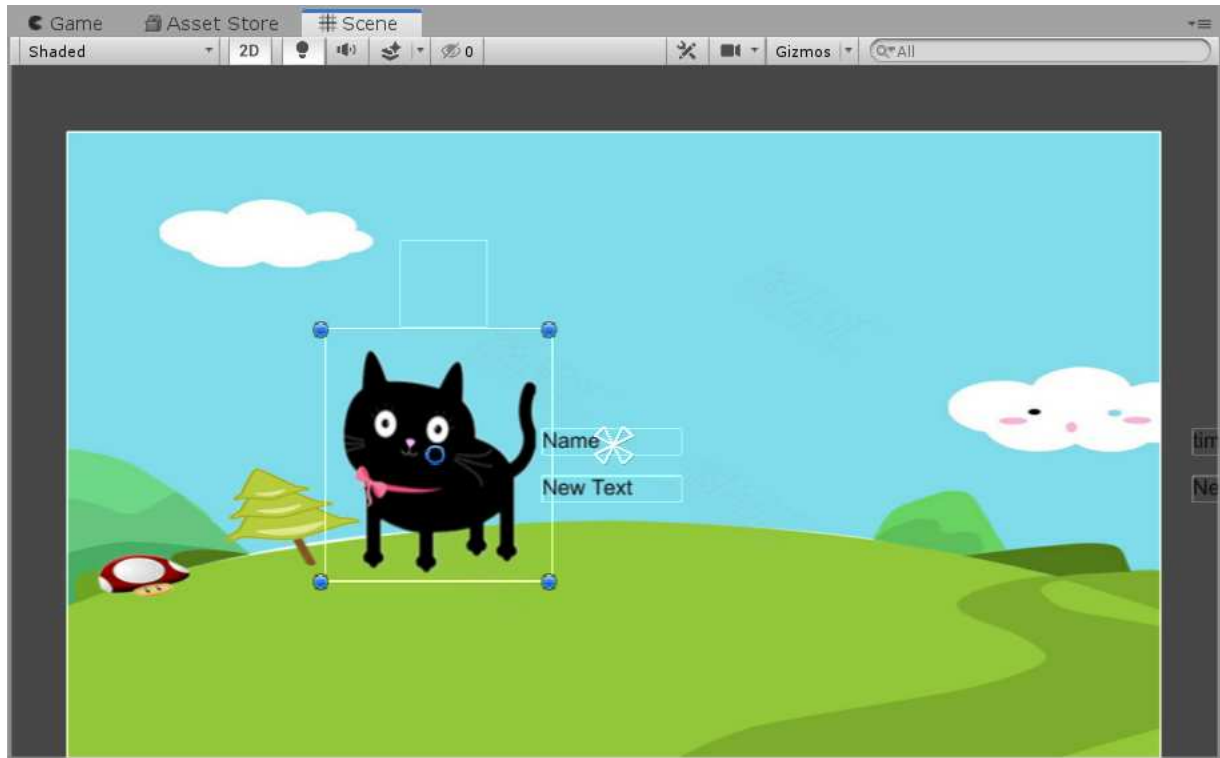 Game Asset Store Scene
Shaded 2D 0 Gizmos All
Name
tim
New Text
Ne